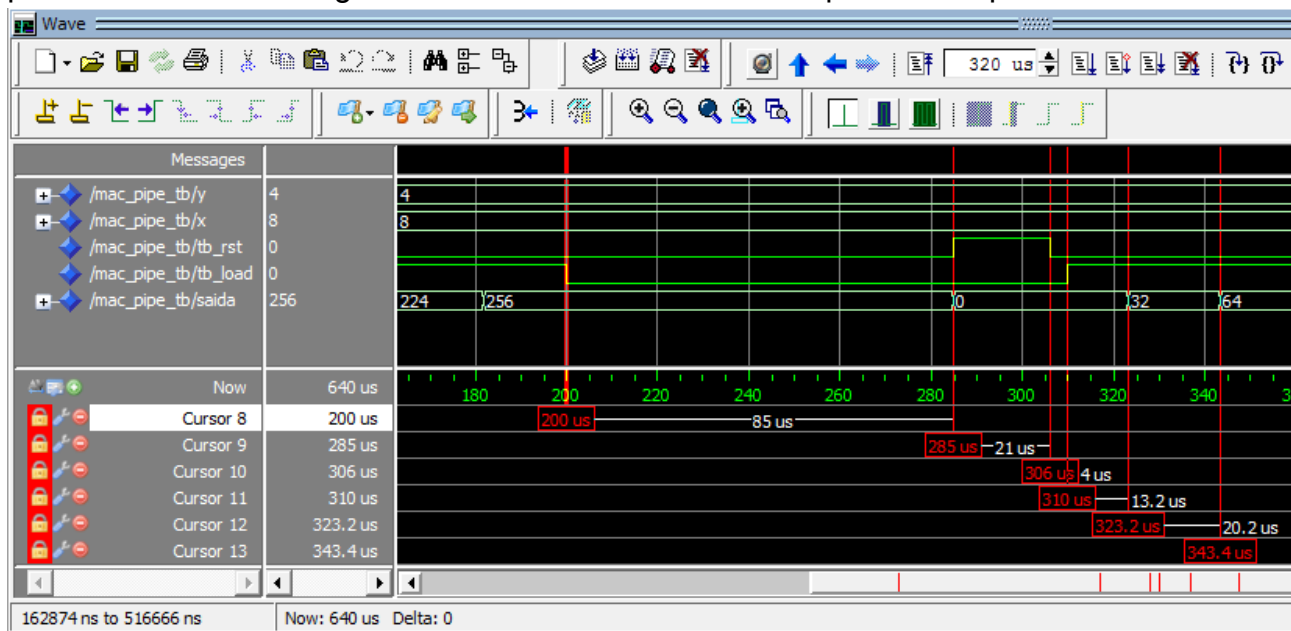 Wave
320 us
Messages
/mac_pipe_tb/y 4 4
/mac_pipe_tb/x 8 8
/mac_pipe_tb/tb_rst 0
/mac_pipe_tb/tb_load 0
/mac_pipe_tb/saida 256 224 256 0 32 64
Now 640 us 180 200 220 240 260 280 300 320 340 3
Cursor 8 200 us 200 us 85 us
Cursor 9 285 us 285 us 21 us
Cursor 10 306 us 306 us 4 us
Cursor 11 310 us 310 us 13.2 us
Cursor 12 323.2 us 323.2 us 20.2 us
Cursor 13 343.4 us 343.4 us
162874 ns to 516666 ns Now: 640 us Delta: 0